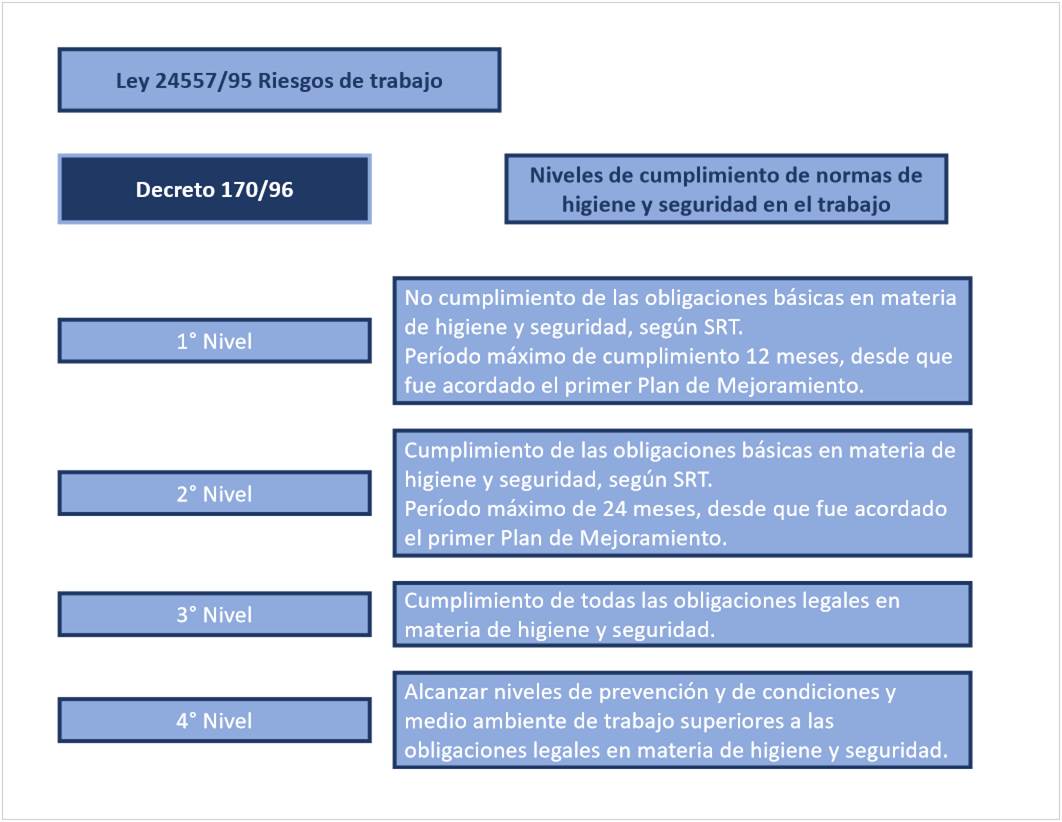 Ley 24557/95 Riesgos de trabajo
Decreto 170/96
Niveles de cumplimiento de normas de
higiene y seguridad en el trabajo
1° Nivel
No cumplimiento de las obligaciones básicas en materia
de higiene y seguridad, según SRT.
Período máximo de cumplimiento 12 meses, desde que
fue acordado el primer Plan de Mejoramiento.
2° Nivel
Cumplimiento de las obligaciones básicas en materia de
higiene y seguridad, según SRT.
Período máximo de 24 meses, desde que fue acordado
el primer Plan de Mejoramiento.
3° Nivel
Cumplimiento de todas las obligaciones legales en
materia de higiene y seguridad.
4° Nivel
Alcanzar niveles de prevención y de condiciones y
medio ambiente de trabajo superiores a las
obligaciones legales en materia de higiene y seguridad.